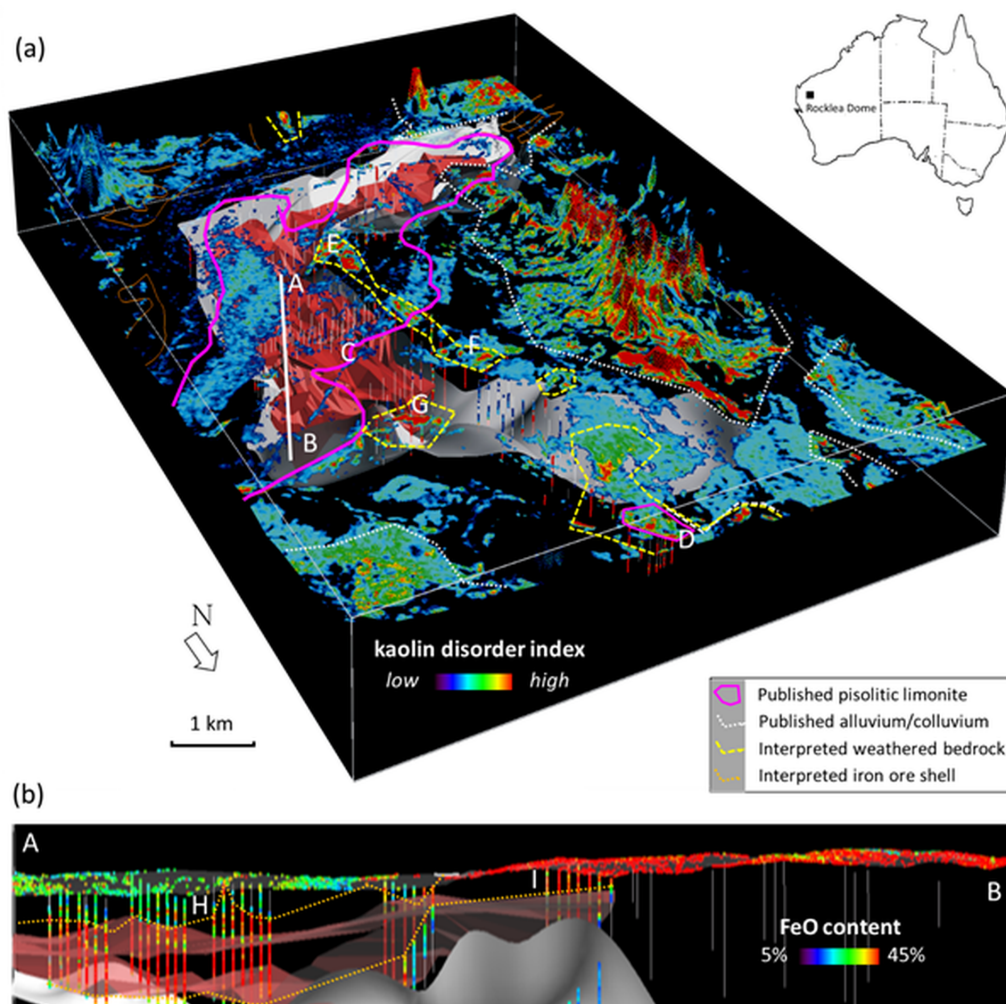 (a)
Rocklea Dome
E
A
C
F
G
B
D
N
kaolin disorder index
low high
1 km
Published pisolitic limonite
Published alluvium/colluvium
Interpreted weathered bedrock
Interpreted iron ore shell
(b)
A
H
I
B
FeO content
5% 45%